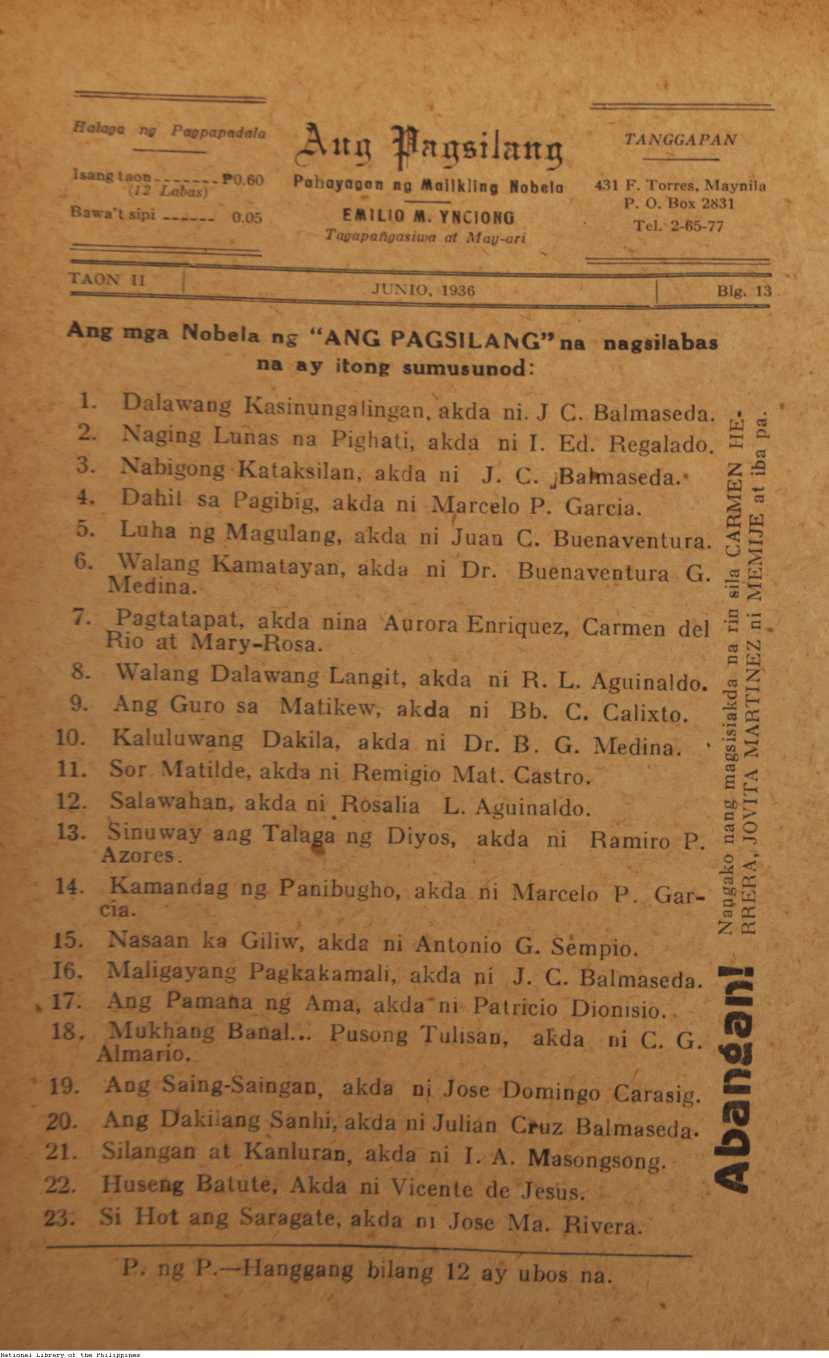 Halaga ng Pagpapadala
Isang taon -------- ₱0.60
(12 Labas)
Bawa't sipi ------ 0.05
Ang Pagsilang
Pahayagan ng Maiikling Nobela
EMILIO M. YNCIONG
Tagapañgasiwa at May-ari
TANGGAPAN
431 F. Torres, Maynila
P. O. Box 2831
Tel. 2-65-77
TAON II
JUNIO, 1936
Blg. 13
Ang mga Nobela ng "ANG PAGSILANG" na nagsilabas
na ay itong sumusunod:
1. Dalawang Kasinungalingan, akda ni. J C. Balmaseda.
2. Naging Lunas na Pighati, akda ni I. Ed. Regalado.
3. Nabigong Kataksilan, akda ni J. C. Balmaseda.
4. Dahil sa Pagibig, akda ni Marcelo P. Garcia.
5. Luha ng Magulang, akda ni Juan C. Buenaventura.
6. Walang Kamatayan, akda ni Dr. Buenaventura G.
Medina.
7. Pagtatapat, akda nina Aurora Enriquez, Carmen del
Rio at Mary-Rosa.
8. Walang Dalawang Langit, akda ni R. L. Aguinaldo.
9. Ang Guro sa Matikew, akda ni Bb. C. Calixto.
10. Kaluluwang Dakila, akda ni Dr. B. G. Medina.
11. Sor Matilde, akda ni Remigio Mat. Castro.
12. Salawahan, akda ni Rosalia L. Aguinaldo.
13. Sinuway ang Talaga ng Diyos, akda ni Ramiro P.
Azores.
14. Kamandag ng Panibugho, akda ni Marcelo P. Gar-
cia.
15. Nasaan ka Giliw, akda ni Antonio G. Sempio.
16. Maligayang Pagkakamali, akda ni J. C. Balmaseda.
17. Ang Pamana ng Ama, akda ni Patricio Dionisio.
18. Mukhang Banal... Pusong Tulisan, akda ni C. G.
Almario.
19. Ang Saing-Saingan, akda ni Jose Domingo Carasig.
20. Ang Dakilang Sanhi, akda ni Julian Cruz Balmaseda.
21. Silangan at Kanluran, akda ni I. A. Masongsong.
22. Huseng Batute, Akda ni Vicente de Jesus.
23. Si Hot ang Saragate, akda ni Jose Ma. Rivera.
P. ng P.—Hanggang bilang 12 ay ubos na.
Abangan!
Nangako nang magsisiakda na rin sila CARMEN HE-
RRERA, JOVITA MARTINEZ ni MEMIJE at iba pa.
National Library of the Philippines